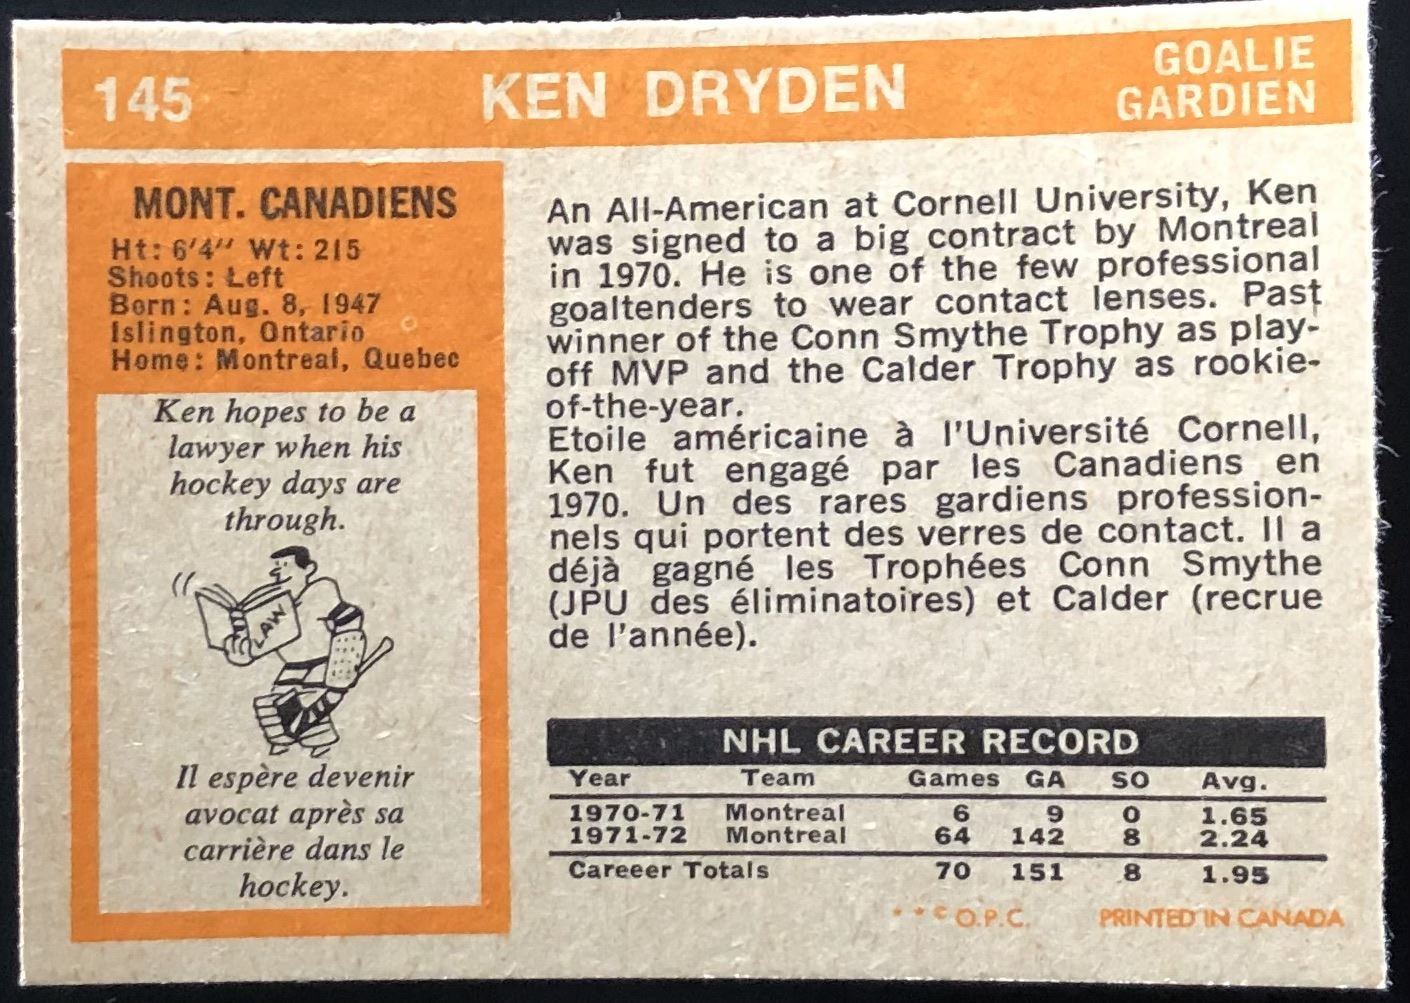 145 KEN DRYDEN GOALIE
GARDIEN
MONT. CANADIENS
Ht: 6'4" Wt: 215
Shoots: Left
Born: Aug. 8, 1947
Islington, Ontario
Home: Montreal, Quebec
Ken hopes to be a
lawyer when his
hockey days are
through.
LAW
Il espère devenir
avocat après sa
carrière dans le
hockey.
An All-American at Cornell University, Ken
was signed to a big contract by Montreal
in 1970. He is one of the few professional
goaltenders to wear contact lenses. Past
winner of the Conn Smythe Trophy as play-
off MVP and the Calder Trophy as rookie-
of-the-year.
Etoile américaine à l'Université Cornell,
Ken fut engagé par les Canadiens en
1970. Un des rares gardiens profession-
nels qui portent des verres de contact. Il a
déjà gagné les Trophées Conn Smythe
(JPU des éliminatoires) et Calder (recrue
de l'année).
NHL CAREER RECORD
Year Team Games GA SO Avg.
1970-71 Montreal 6 9 0 1.65
1971-72 Montreal 64 142 8 2.24
Careeer Totals 70 151 8 1.95
* * © O.P.C. PRINTED IN CANADA